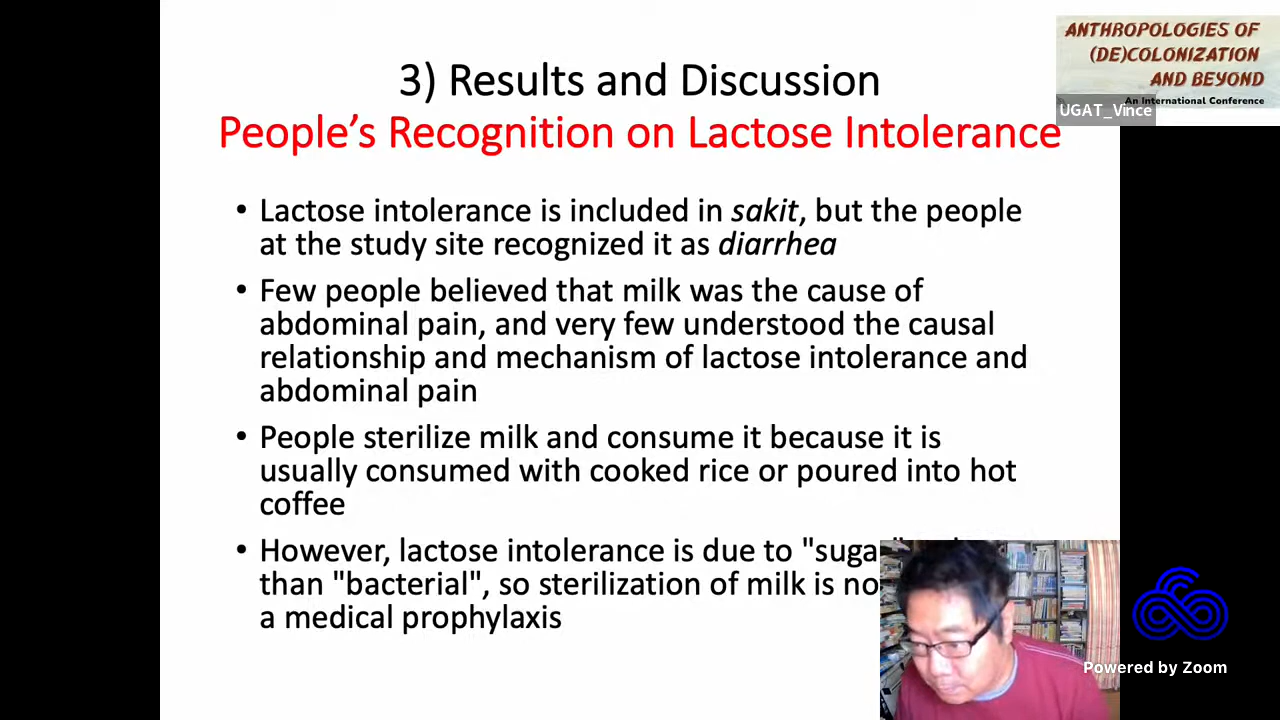 ANTHROPOLOGIES OF
(DE)COLONIZATION
AND BEYOND
An International Conference
UGAT_Vince
3) Results and Discussion
People's Recognition on Lactose Intolerance
• Lactose intolerance is included in sakit, but the people
at the study site recognized it as diarrhea
• Few people believed that milk was the cause of
abdominal pain, and very few understood the causal
relationship and mechanism of lactose intolerance and
abdominal pain
• People sterilize milk and consume it because it is
usually consumed with cooked rice or poured into hot
coffee
• However, lactose intolerance is due to "suga
than "bacterial", so sterilization of milk is no
a medical prophylaxis
Powered by Zoom